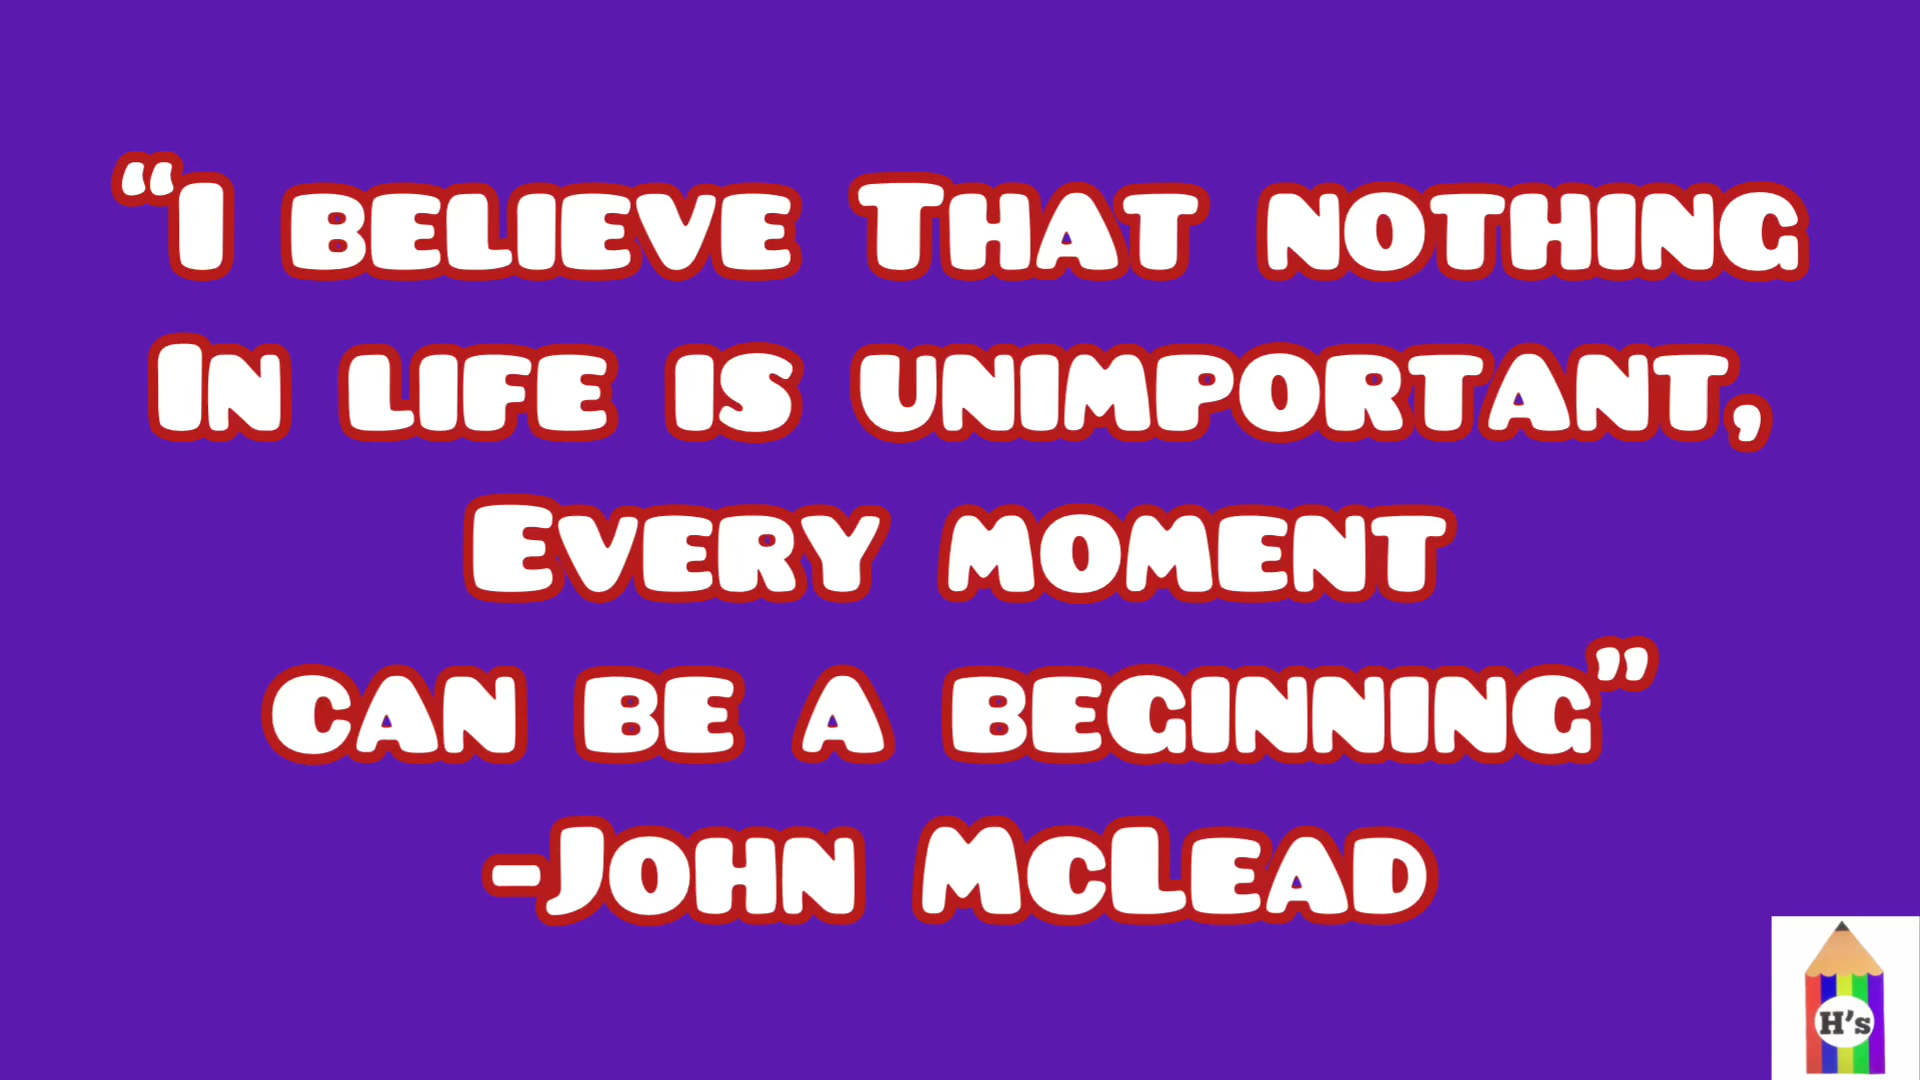 “I believe That nothing
In life is unimportant,
Every moment
can be a beginning”
-John McLead
H's